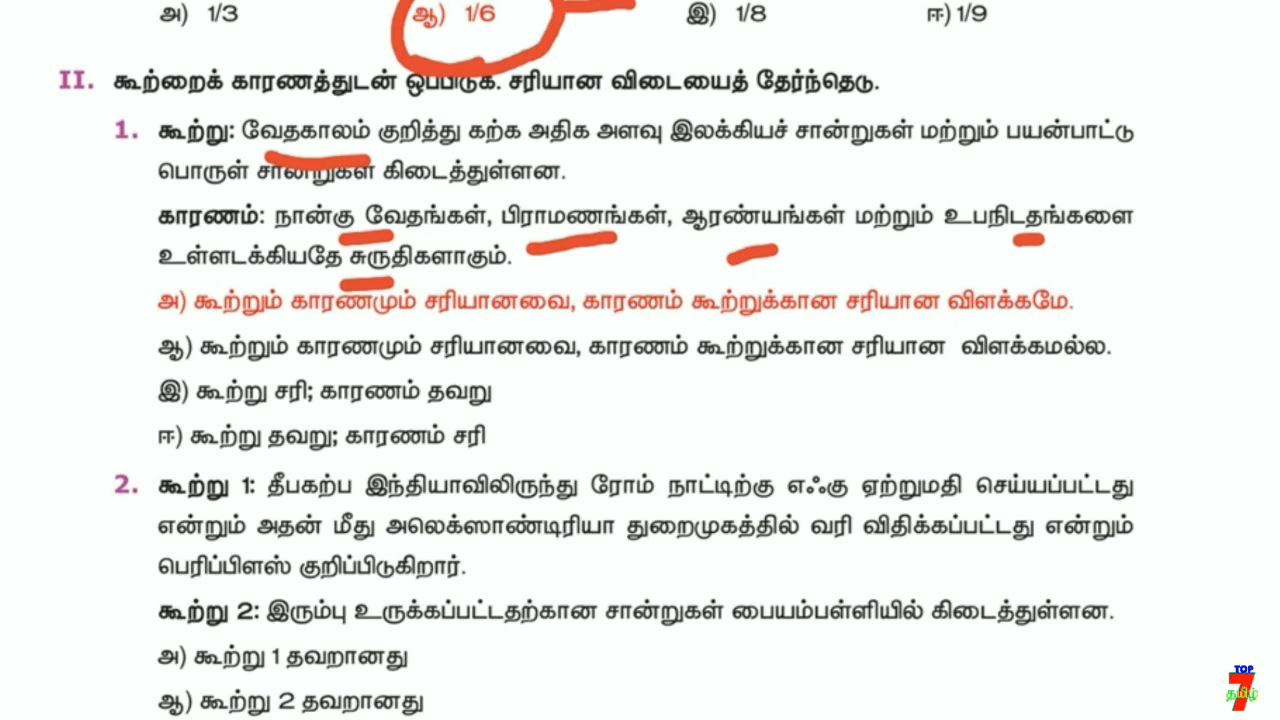 அ) 1/3 ஆ) 1/6 இ) 1/8 ஈ) 1/9
II. கூற்றைக் காரணத்துடன் ஒப்பிடுக. சரியான விடையைத் தேர்ந்தெடு.
1. கூற்று: வேதகாலம் குறித்து கற்க அதிக அளவு இலக்கியச் சான்றுகள் மற்றும் பயன்பாட்டு
பொருள் சான்றுகள் கிடைத்துள்ளன.
காரணம்: நான்கு வேதங்கள், பிராமணங்கள், ஆரண்யங்கள் மற்றும் உபநிடதங்களை
உள்ளடக்கியதே சுருதிகளாகும்.
அ) கூற்றும் காரணமும் சரியானவை, காரணம் கூற்றுக்கான சரியான விளக்கமே.
ஆ) கூற்றும் காரணமும் சரியானவை, காரணம் கூற்றுக்கான சரியான விளக்கமல்ல.
இ) கூற்று சரி; காரணம் தவறு
ஈ) கூற்று தவறு; காரணம் சரி
2. கூற்று 1: தீபகற்ப இந்தியாவிலிருந்து ரோம் நாட்டிற்கு எஃகு ஏற்றுமதி செய்யப்பட்டது
என்றும் அதன் மீது அலெக்ஸாண்டிரியா துறைமுகத்தில் வரி விதிக்கப்பட்டது என்றும்
பெரிப்பிளஸ் குறிப்பிடுகிறார்.
கூற்று 2: இரும்பு உருக்கப்பட்டதற்கான சான்றுகள் பையம்பள்ளியில் கிடைத்துள்ளன.
அ) கூற்று 1 தவறானது
ஆ) கூற்று 2 தவறானது
TOP
7
தமிழ்